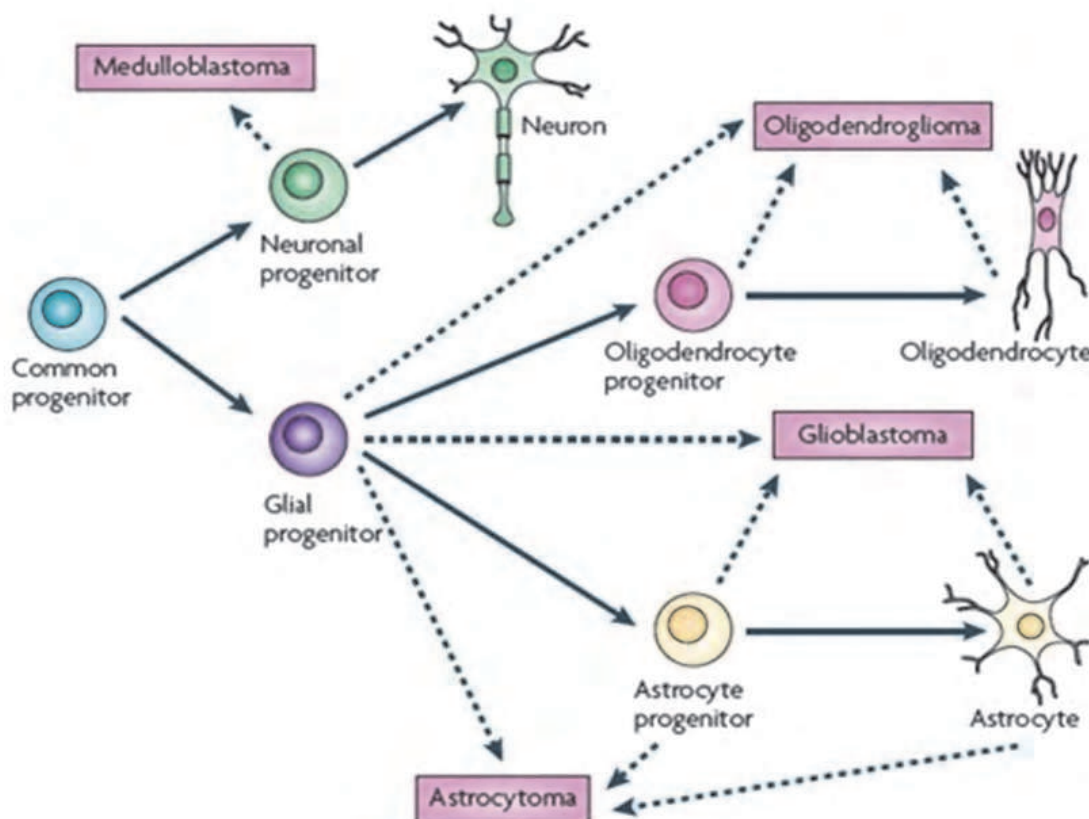 Medulloblastoma
Neuron
Oligodendroglioma
Neuronal
progenitor
Common
progenitor
Oligodendrocyte
progenitor
Oligodendrocyte
Glioblastoma
Glial
progenitor
Astrocyte
progenitor
Astrocyte
Astrocytoma